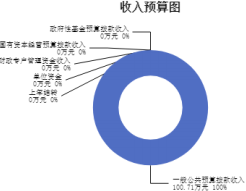 收入预算图
政府性基金预算拨款收入
0万元 0%
国有资本经营预算拨款收入
0万元 0%
财政专户管理资金收入
0万元 0%
单位资金
0万元 0%
上年结转
0万元 0%
一般公共预算拨款收入
100.71万元 100%